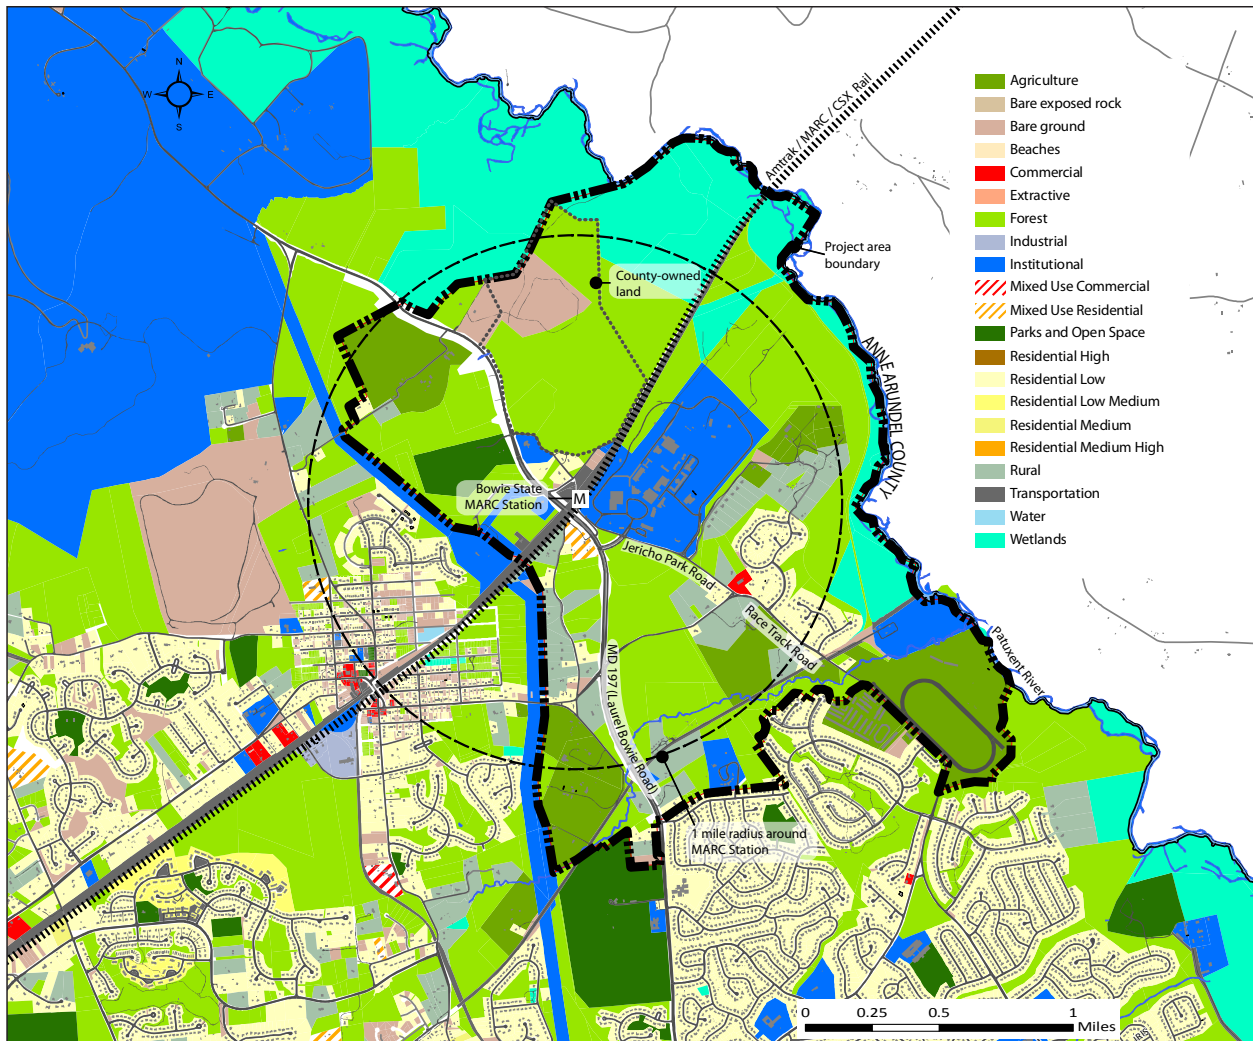 N
W
E
S
Amtrak / MARC / CSX Rail
Agriculture
Bare exposed rock
Bare ground
Beaches
Commercial
Extractive
Forest
Industrial
Institutional
Mixed Use Commercial
Mixed Use Residential
Parks and Open Space
Residential High
Residential Low
Residential Low Medium
Residential Medium
Residential Medium High
Rural
Transportation
Water
Wetlands
Project area
boundary
County-owned
land
ANNE ARUNDEL COUNTY
Bowie State
MARC Station
M
Jericho Park Road
Race Track Road
MD 197 (Laurel Bowie Road)
Patuxent River
1 mile radius around
MARC Station
0
0.25
0.5
1
Miles